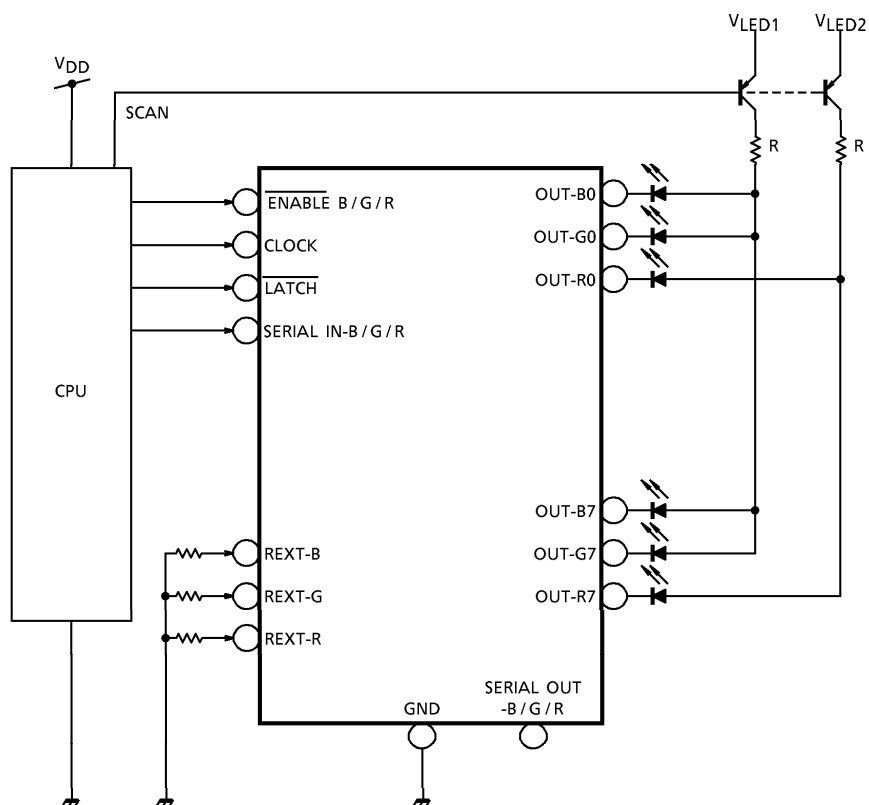 VLED1
VLED2
VDD
SCAN
R
R
ENABLE B/G/R
CLOCK
LATCH
SERIAL IN-B/G/R
CPU
REXT-B
REXT-G
REXT-R
OUT-B0
OUT-G0
OUT-R0
OUT-B7
OUT-G7
OUT-R7
GND
SERIAL OUT
-B/G/R